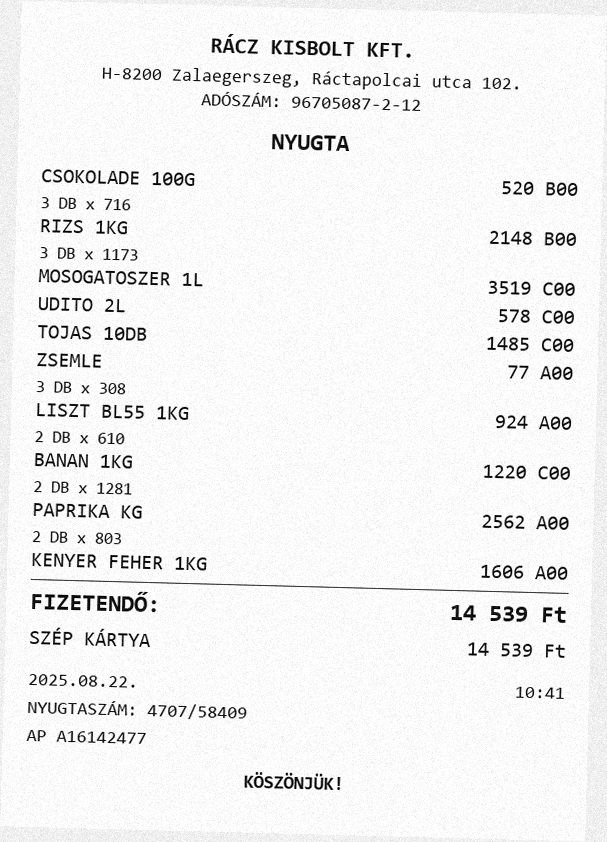 RÁCZ KISBOLT KFT.
H-8200 Zalaegerszeg, Ráctapolcai utca 102.
ADÓSZÁM: 96705087-2-12
NYUGTA
CSOKOLADE 100G 520 B00
3 DB x 716
RIZS 1KG 2148 B00
3 DB x 1173
MOSOGATOSZER 1L 3519 C00
UDITO 2L 578 C00
TOJAS 10DB 1485 C00
ZSEMLE 77 A00
3 DB x 308
LISZT BL55 1KG 924 A00
2 DB x 610
BANAN 1KG 1220 C00
2 DB x 1281
PAPRIKA KG 2562 A00
2 DB x 803
KENYER FEHER 1KG 1606 A00
FIZETENDŐ: 14 539 Ft
SZÉP KÁRTYA 14 539 Ft
2025.08.22. 10:41
NYUGTASZÁM: 4707/58409
AP A16142477
KÖSZÖNJÜK!